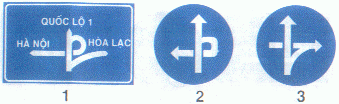 QUỐC LỘ 1
HÀ NỘI HÒA LẠC
1 2 3